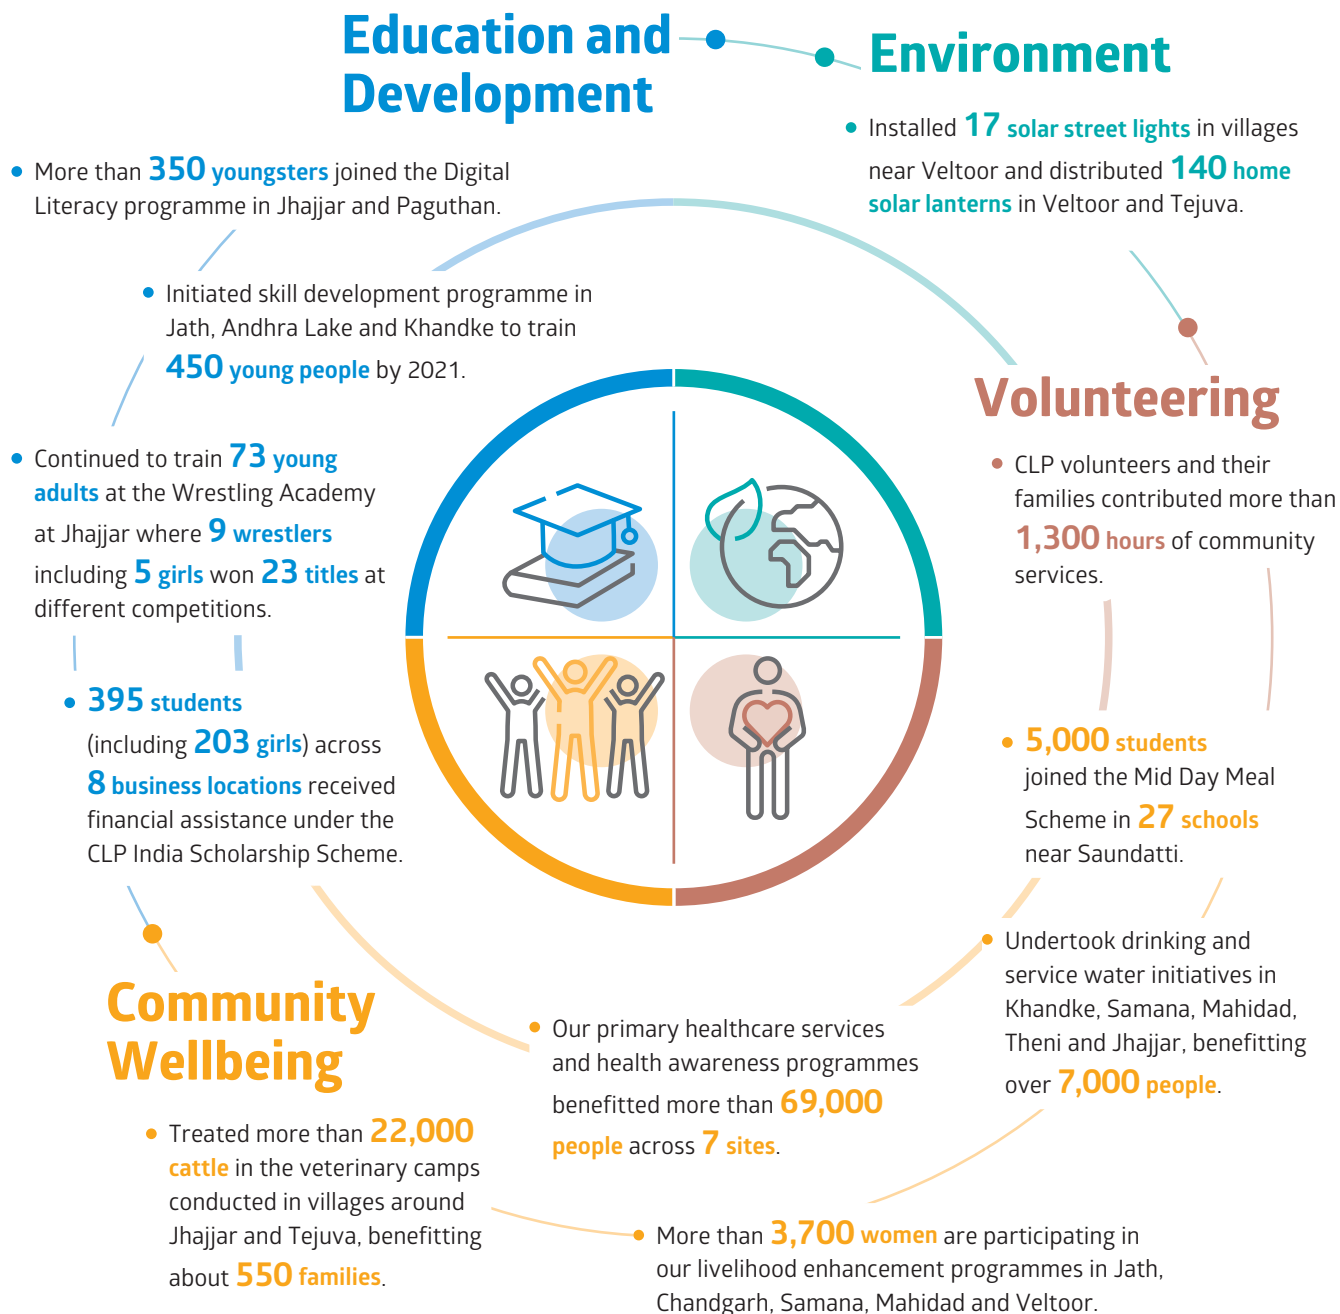 Education and
Development
• More than 350 youngsters joined the Digital
Literacy programme in Jhajjar and Paguthan.
• Initiated skill development programme in
Jath, Andhra Lake and Khandke to train
450 young people by 2021.
• Continued to train 73 young
adults at the Wrestling Academy
at Jhajjar where 9 wrestlers
including 5 girls won 23 titles at
different competitions.
• 395 students
(including 203 girls) across
8 business locations received
financial assistance under the
CLP India Scholarship Scheme.
Environment
• Installed 17 solar street lights in villages
near Veltoor and distributed 140 home
solar lanterns in Veltoor and Tejuva.
Volunteering
• CLP volunteers and their
families contributed more than
1,300 hours of community
services.
Community
Wellbeing
• Treated more than 22,000
cattle in the veterinary camps
conducted in villages around
Jhajjar and Tejuva, benefitting
about 550 families.
• More than 3,700 women are participating in
our livelihood enhancement programmes in Jath,
Chandgarh, Samana, Mahidad and Veltoor.
• Our primary healthcare services
and health awareness programmes
benefitted more than 69,000
people across 7 sites.
• Undertook drinking and
service water initiatives in
Khandke, Samana, Mahidad,
Theni and Jhajjar, benefitting
over 7,000 people.
• 5,000 students
joined the Mid Day Meal
Scheme in 27 schools
near Saundatti.